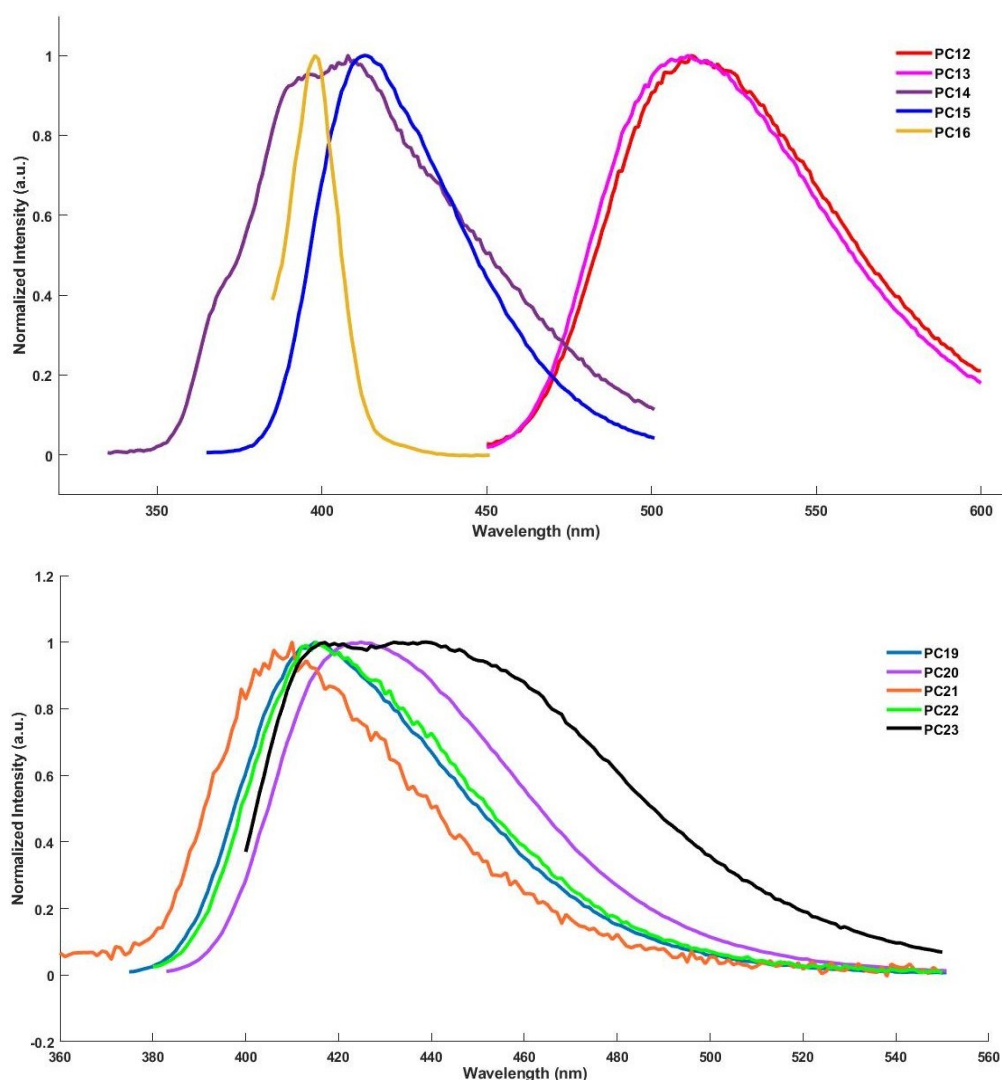 1
0.8
0.6
0.4
0.2
0
Normalized Intensity (a.u.)
350 400 450 500 550 600
Wavelength (nm)
PC12
PC13
PC14
PC15
PC16
1.2
1
0.8
0.6
0.4
0.2
0
-0.2
Normalized Intensity (a.u.)
360 380 400 420 440 460 480 500 520 540 560
Wavelength (nm)
PC19
PC20
PC21
PC22
PC23